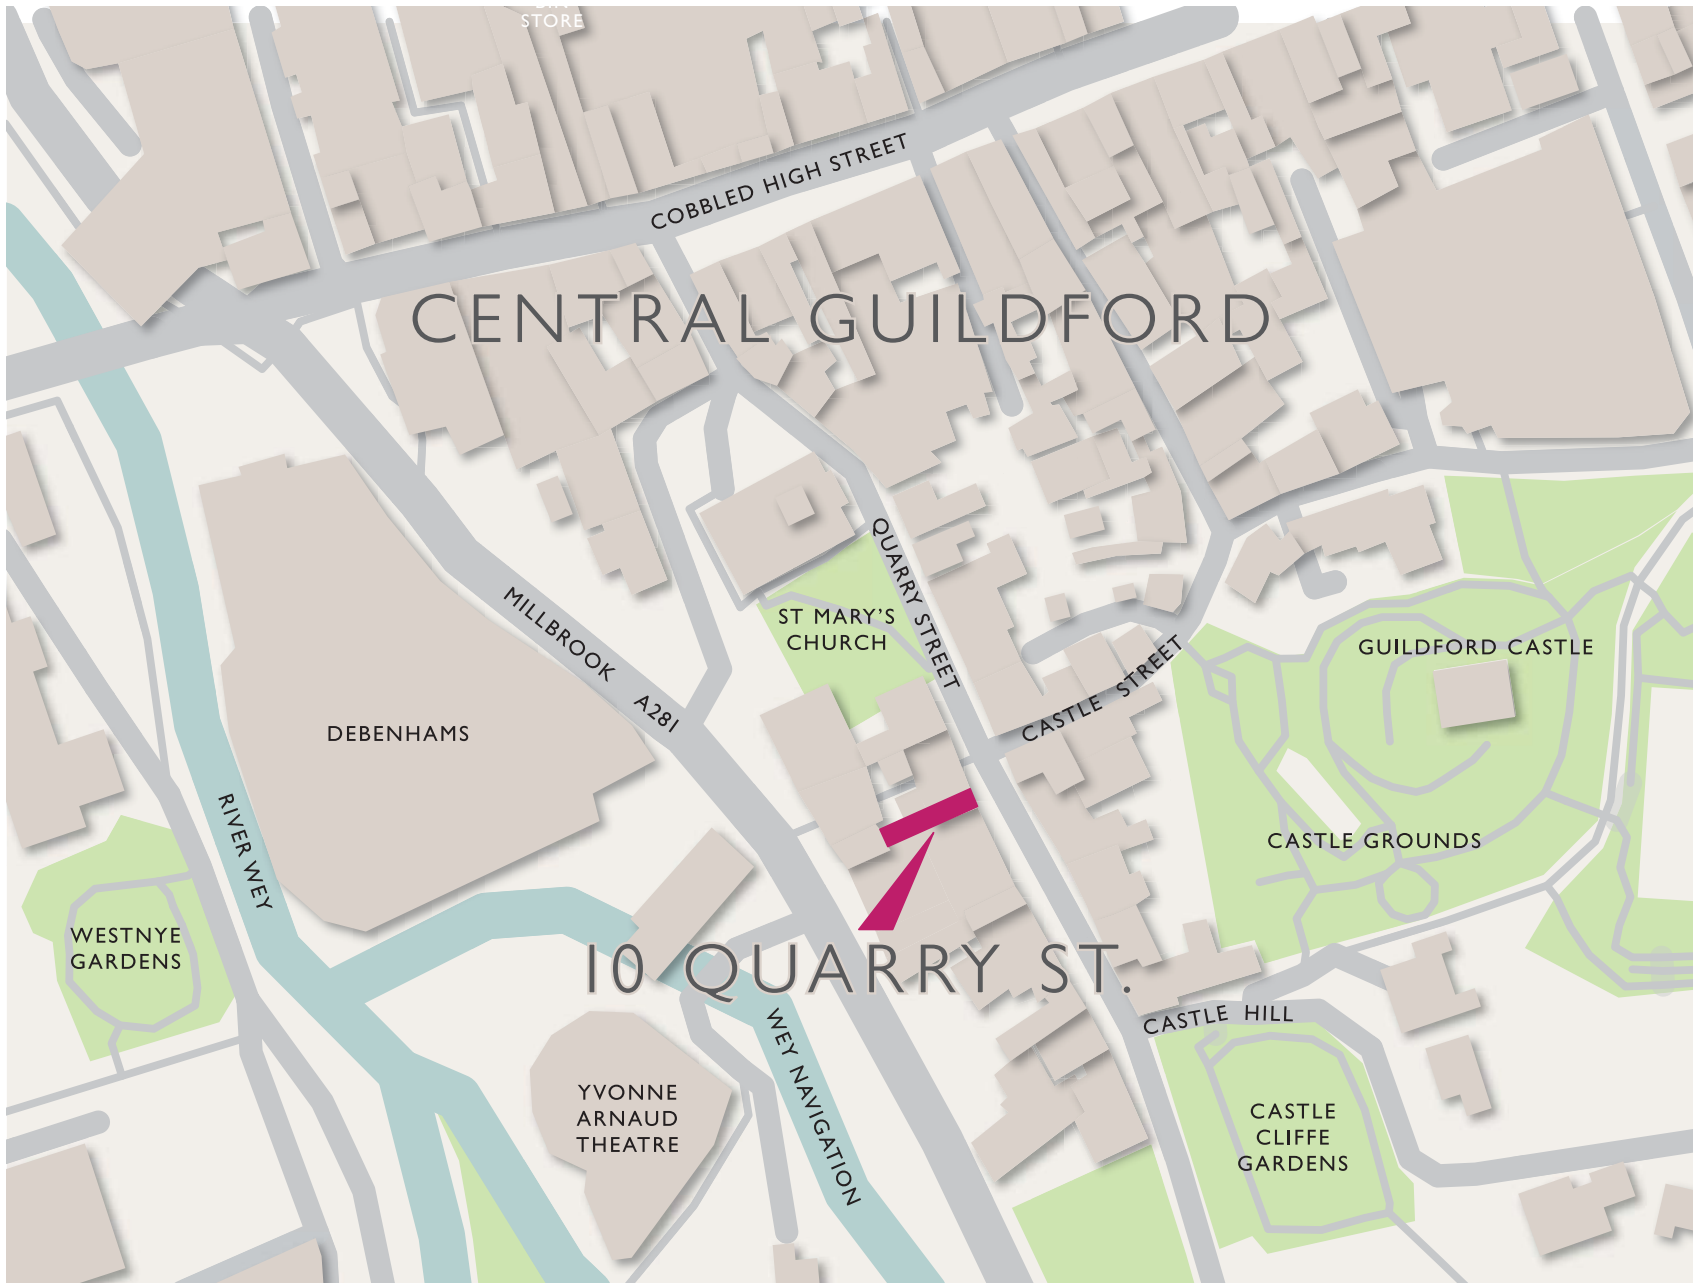 STORE
COBBLED HIGH STREET
CENTRAL GUILDFORD
QUARRY STREET
MILLBROOK A281
ST MARY'S
CHURCH
GUILDFORD CASTLE
CASTLE STREET
DEBENHAMS
RIVER WEY
CASTLE GROUNDS
WESTNYE
GARDENS
10 QUARRY ST.
WEY NAVIGATION
CASTLE HILL
YVONNE
ARNAUD
THEATRE
CASTLE
CLIFFE
GARDENS